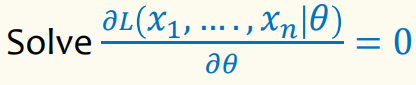 Solve ∂L(x₁, …., xₙ|θ)/∂θ = 0